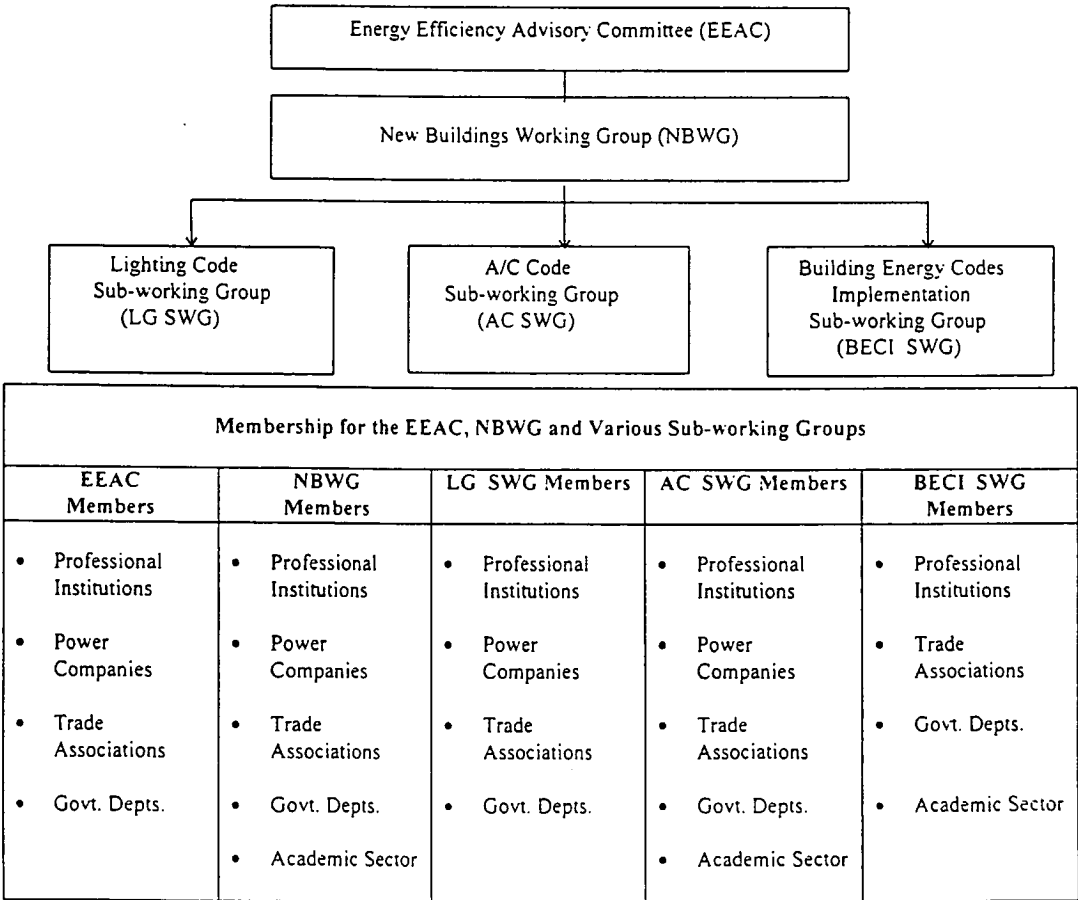 Energy Efficiency Advisory Committee (EEAC)
New Buildings Working Group (NBWG)
Lighting Code
Sub-working Group
(LG SWG)
A/C Code
Sub-working Group
(AC SWG)
Building Energy Codes
Implementation
Sub-working Group
(BECI SWG)
Membership for the EEAC, NBWG and Various Sub-working Groups
EEAC
Members
NBWG
Members
LG SWG Members
AC SWG Members
BECI SWG
Members
• Professional
Institutions
• Power
Companies
• Trade
Associations
• Govt. Depts.
• Professional
Institutions
• Power
Companies
• Trade
Associations
• Govt. Depts.
• Academic Sector
• Professional
Institutions
• Power
Companies
• Trade
Associations
• Govt. Depts.
• Professional
Institutions
• Power
Companies
• Trade
Associations
• Govt. Depts.
• Academic Sector
• Professional
Institutions
• Trade
Associations
• Govt. Depts.
• Academic Sector